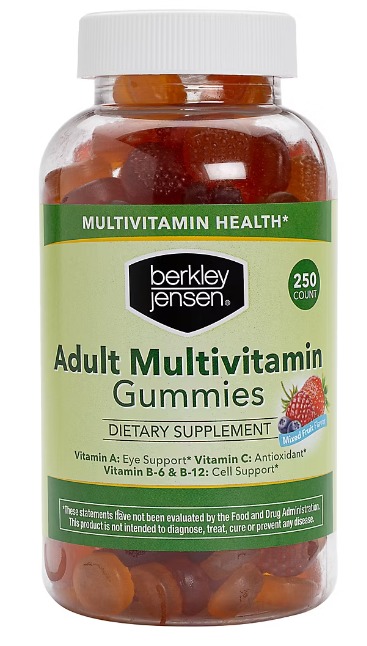 MULTIVITAMIN HEALTH*
berkley
jensen®
250
COUNT
Adult Multivitamin
Gummies
DIETARY SUPPLEMENT
Mixed Fruit
Vitamin A: Eye Support* Vitamin C: Antioxidant*
Vitamin B-6 & B-12: Cell Support*
*These statements have not been evaluated by the Food and Drug Administration.
This product is not intended to diagnose, treat, cure or prevent any disease.